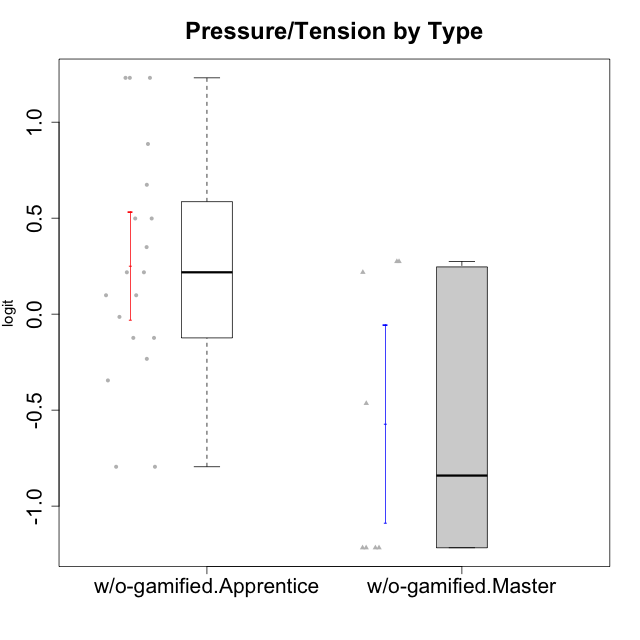 Pressure/Tension by Type
logit
1.0
0.5
0.0
-0.5
-1.0
w/o-gamified.Apprentice
w/o-gamified.Master